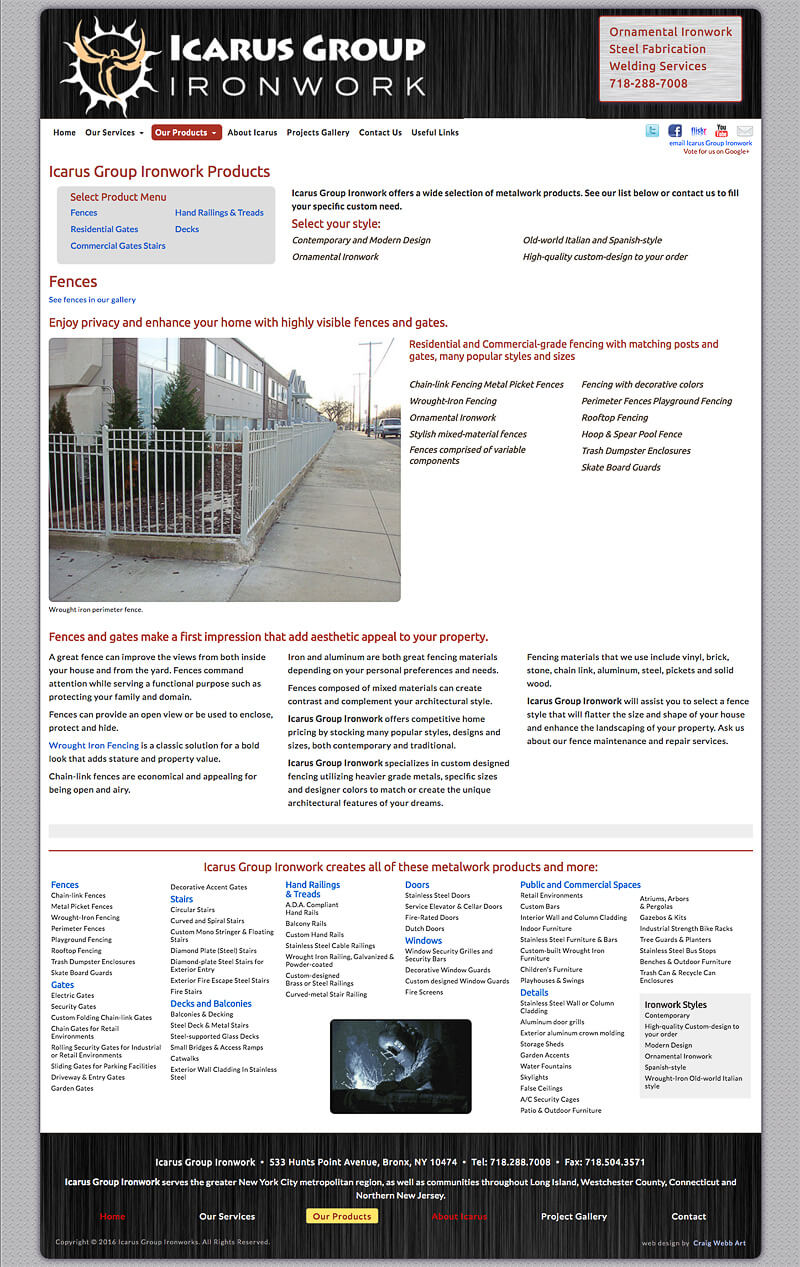 ICARUS GROUP
IRONWORK
Ornamental Ironwork
Steel Fabrication
Welding Services
718-288-7008
Home Our Services Our Products About Icarus Projects Gallery Contact Us Useful Links
flickr You Tube
email Icarus Group Ironwork
Vote for us on Google+
Icarus Group Ironwork Products
Select Product Menu
Fences Hand Railings & Treads
Residential Gates Decks
Commercial Gates Stairs
Icarus Group Ironwork offers a wide selection of metalwork products. See our list below or contact us to fill
your specific custom need.
Select your style:
Contemporary and Modern Design Old-world Italian and Spanish-style
Ornamental Ironwork High-quality custom-design to your order
Fences
See fences in our gallery
Enjoy privacy and enhance your home with highly visible fences and gates.
Residential and Commercial-grade fencing with matching posts and
gates, many popular styles and sizes
Chain-link Fencing Metal Picket Fences
Wrought-Iron Fencing
Ornamental Ironwork
Stylish mixed-material fences
Fences comprised of variable
components
Fencing with decorative colors
Perimeter Fences Playground Fencing
Rooftop Fencing
Hoop & Spear Pool Fence
Trash Dumpster Enclosures
Skate Board Guards
Wrought iron perimeter fence.
Fences and gates make a first impression that add aesthetic appeal to your property.
A great fence can improve the views from both inside
your house and from the yard. Fences command
attention while serving a functional purpose such as
protecting your family and domain.
Fences can provide an open view or be used to enclose,
protect and hide.
Wrought Iron Fencing is a classic solution for a bold
look that adds stature and property value.
Chain-link fences are economical and appealing for
being open and airy.
Iron and aluminum are both great fencing materials
depending on your personal preferences and needs.
Fences composed of mixed materials can create
contrast and complement your architectural style.
Icarus Group Ironwork offers competitive home
pricing by stocking many popular styles, designs and
sizes, both contemporary and traditional.
Icarus Group Ironwork specializes in custom designed
fencing utilizing heavier grade metals, specific sizes
and designer colors to match or create the unique
architectural features of your dreams.
Fencing materials that we use include vinyl, brick,
stone, chain link, aluminum, steel, pickets and solid
wood.
Icarus Group Ironwork will assist you to select a fence
style that will flatter the size and shape of your house
and enhance the landscaping of your property. Ask us
about our fence maintenance and repair services.
Icarus Group Ironwork creates all of these metalwork products and more:
Fences
Chain-link Fences
Metal Picket Fences
Wrought-Iron Fencing
Perimeter Fences
Playground Fencing
Rooftop Fencing
Trash Dumpster Enclosures
Skate Board Guards
Gates
Electric Gates
Security Gates
Custom Folding Chain-link Gates
Chain Gates for Retail
Environments
Rolling Security Gates for Industrial
or Retail Environments
Sliding Gates for Parking Facilities
Driveway & Entry Gates
Garden Gates
Decorative Accent Gates
Stairs
Circular Stairs
Curved and Spiral Stairs
Custom Mono Stringer & Floating
Stairs
Diamond Plate (Steel) Stairs
Diamond-plate Steel Stairs for
Exterior Entry
Exterior Fire Escape Steel Stairs
Fire Stairs
Decks and Balconies
Balconies & Decking
Steel Deck & Metal Stairs
Steel-supported Glass Decks
Small Bridges & Access Ramps
Catwalks
Exterior Wall Cladding In Stainless
Steel
Hand Railings
& Treads
A.D.A. Compliant
Hand Rails
Balcony Rails
Custom Hand Rails
Stainless Steel Cable Railings
Wrought Iron Railing, Galvanized &
Powder-coated
Custom-designed
Brass or Steel Railings
Curved-metal Stair Railing
Doors
Stainless Steel Doors
Service Elevator & Cellar Doors
Fire-Rated Doors
Dutch Doors
Windows
Window Security Grilles and
Security Bars
Decorative Window Guards
Custom designed Window Guards
Fire Screens
Public and Commercial Spaces
Retail Environments
Custom Bars
Interior Wall and Column Cladding
Indoor Furniture
Stainless Steel Furniture & Bars
Custom-built Wrought Iron
Furniture
Children's Furniture
Playhouses & Swings
Details
Stainless Steel Wall or Column
Cladding
Aluminum door grills
Exterior aluminum crown molding
Storage Sheds
Garden Accents
Water Fountains
Skylights
False Ceilings
A/C Security Cages
Patio & Outdoor Furniture
Atriums, Arbors
& Pergolas
Gazebos & Kits
Industrial Strength Bike Racks
Tree Guards & Planters
Stainless Steel Bus Stops
Benches & Outdoor Furniture
Trash Can & Recycle Can
Enclosures
Ironwork Styles
Contemporary
High-quality Custom-design to
your order
Modern Design
Ornamental Ironwork
Spanish-style
Wrought-Iron Old-world Italian
style
Icarus Group Ironwork • 533 Hunts Point Avenue, Bronx, NY 10474 • Tel: 718.288.7008 • Fax: 718.504.3571
Icarus Group Ironwork serves the greater New York City metropolitan region, as well as communities throughout Long Island, Westchester County, Connecticut and
Northern New Jersey.
Home Our Services Our Products About Icarus Project Gallery Contact
Copyright © 2016 Icarus Group Ironworks. All Rights Reserved. web design by Craig Webb Art